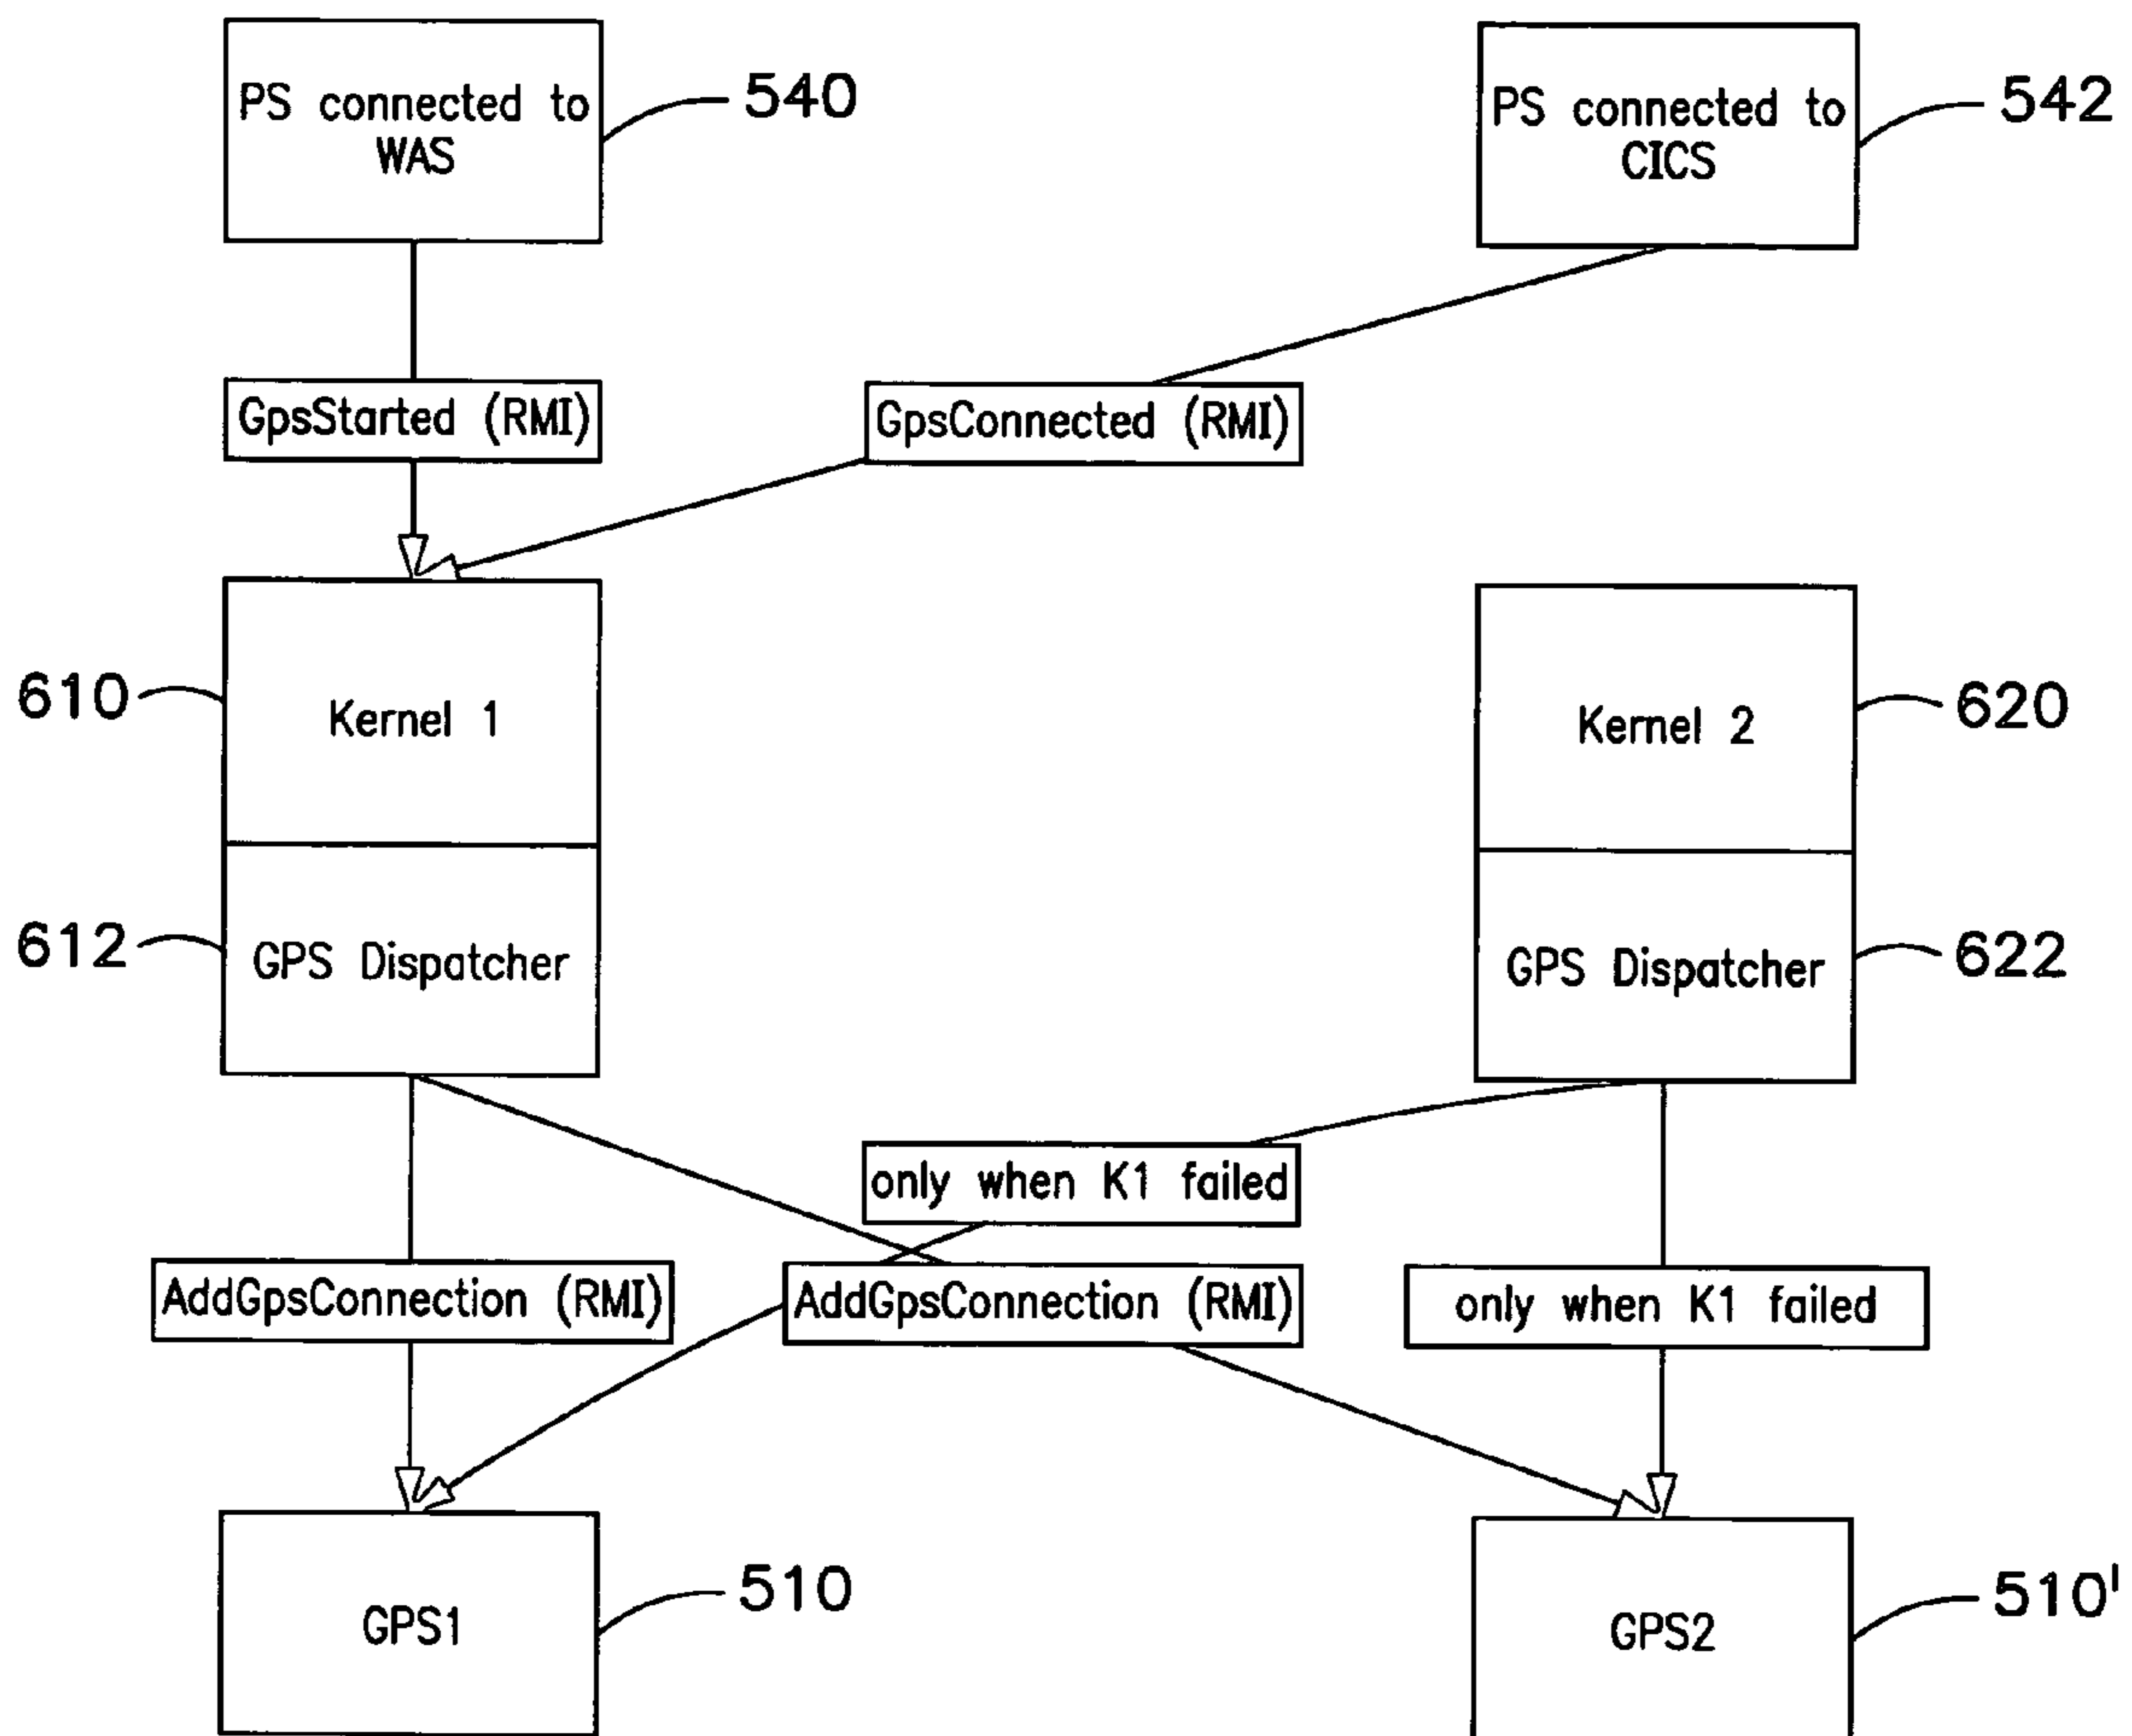 PS connected to
WAS
540
PS connected to
CICS
542
GpsStarted (RMI)
GpsConnected (RMI)
610
Kernel 1
Kernel 2
620
612
GPS Dispatcher
GPS Dispatcher
622
only when K1 failed
AddGpsConnection (RMI)
AddGpsConnection (RMI)
only when K1 failed
GPS1
510
GPS2
510'